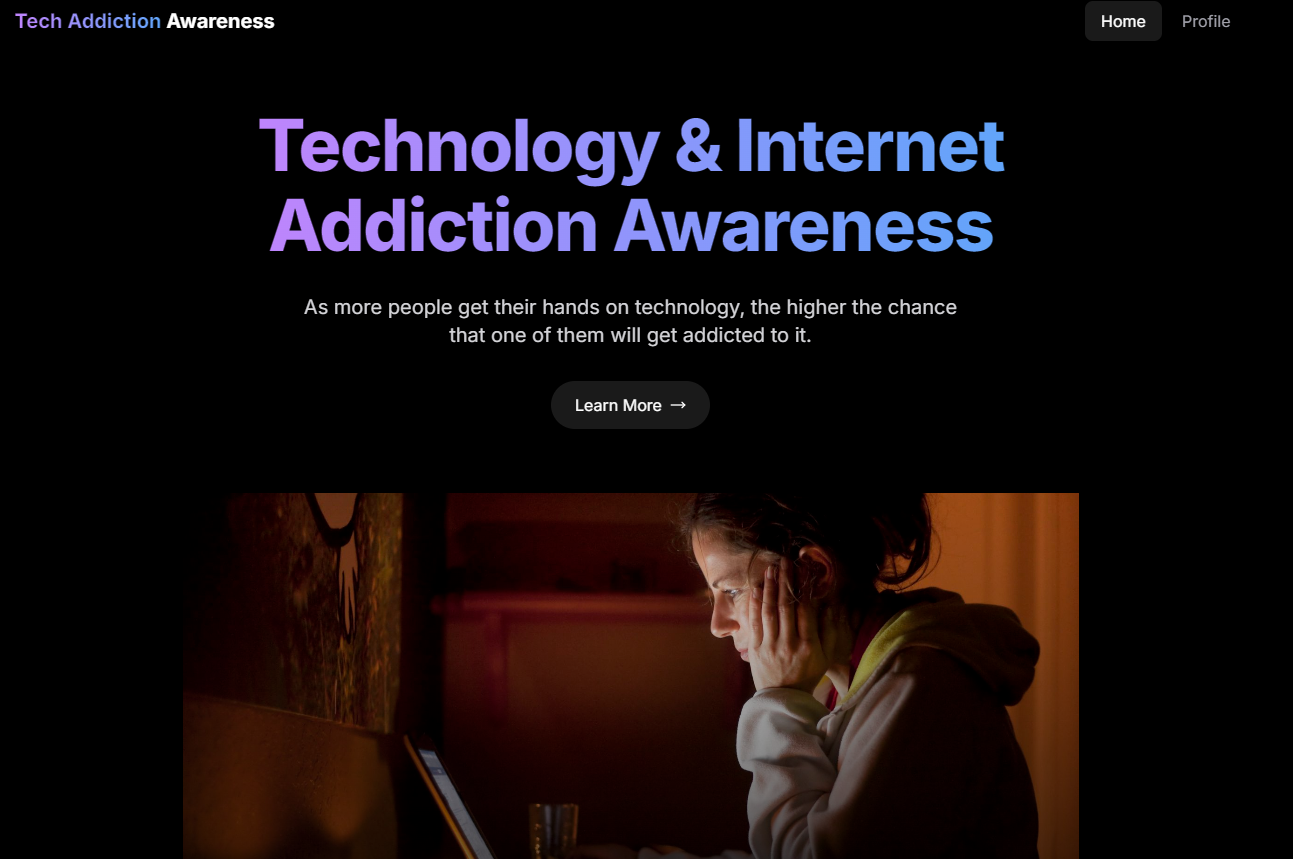 Tech Addiction Awareness
Home
Profile
Technology & Internet
Addiction Awareness
As more people get their hands on technology, the higher the chance
that one of them will get addicted to it.
Learn More →